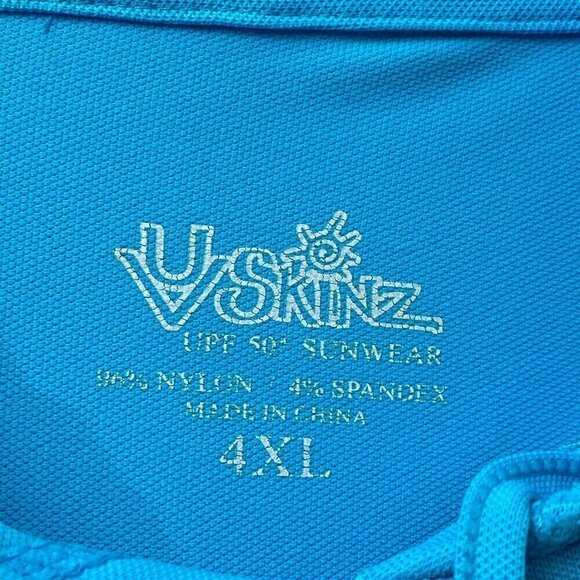 UV SKINZ
UPF 50+ SUNWEAR
96% NYLON / 4% SPANDEX
MADE IN CHINA
4XL